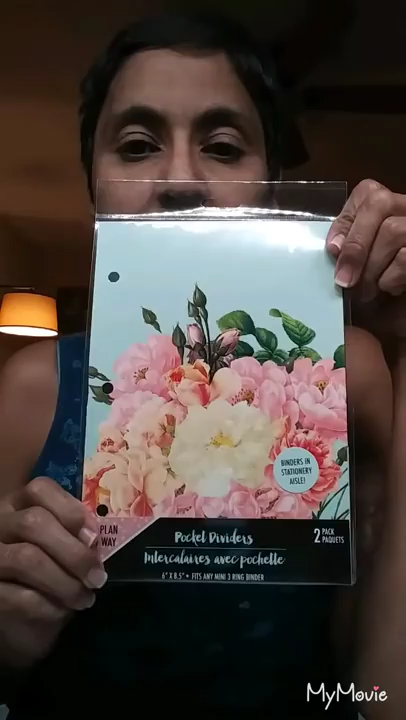 BINDERS IN
STATIONERY
AISLE!
PLAN
WAY
Pocket Dividers
Intercalaires avec pochette
6" X 8.5" • FITS ANY MINI 3 RING BINDER
2 PACK
PAQUETS
MyMovie